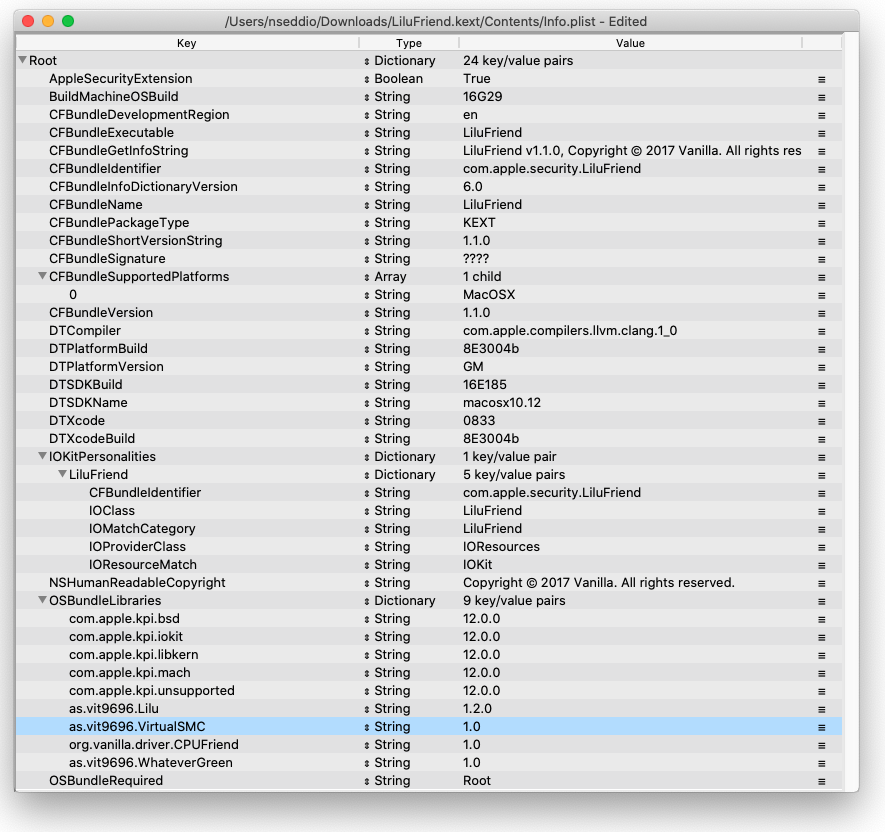 /Users/nseddio/Downloads/LiluFriend.kext/Contents/Info.plist - Edited
Key Type Value
Root Dictionary 24 key/value pairs
AppleSecurityExtension Boolean True
BuildMachineOSBuild String 16G29
CFBundleDevelopmentRegion String en
CFBundleExecutable String LiluFriend
CFBundleGetInfoString String LiluFriend v1.1.0, Copyright © 2017 Vanilla. All rights res
CFBundleIdentifier String com.apple.security.LiluFriend
CFBundleInfoDictionaryVersion String 6.0
CFBundleName String LiluFriend
CFBundlePackageType String KEXT
CFBundleShortVersionString String 1.1.0
CFBundleSignature String ????
CFBundleSupportedPlatforms Array 1 child
0 String MacOSX
CFBundleVersion String 1.1.0
DTCompiler String com.apple.compilers.llvm.clang.1_0
DTPlatformBuild String 8E3004b
DTPlatformVersion String GM
DTSDKBuild String 16E185
DTSDKName String macosx10.12
DTXcode String 0833
DTXcodeBuild String 8E3004b
IOKitPersonalities Dictionary 1 key/value pair
LiluFriend Dictionary 5 key/value pairs
CFBundleIdentifier String com.apple.security.LiluFriend
IOClass String LiluFriend
IOMatchCategory String LiluFriend
IOProviderClass String IOResources
IOResourceMatch String IOKit
NSHumanReadableCopyright String Copyright © 2017 Vanilla. All rights reserved.
OSBundleLibraries Dictionary 9 key/value pairs
com.apple.kpi.bsd String 12.0.0
com.apple.kpi.iokit String 12.0.0
com.apple.kpi.libkern String 12.0.0
com.apple.kpi.mach String 12.0.0
com.apple.kpi.unsupported String 12.0.0
as.vit9696.Lilu String 1.2.0
as.vit9696.VirtualSMC String 1.0
org.vanilla.driver.CPUFriend String 1.0
as.vit9696.WhateverGreen String 1.0
OSBundleRequired String Root